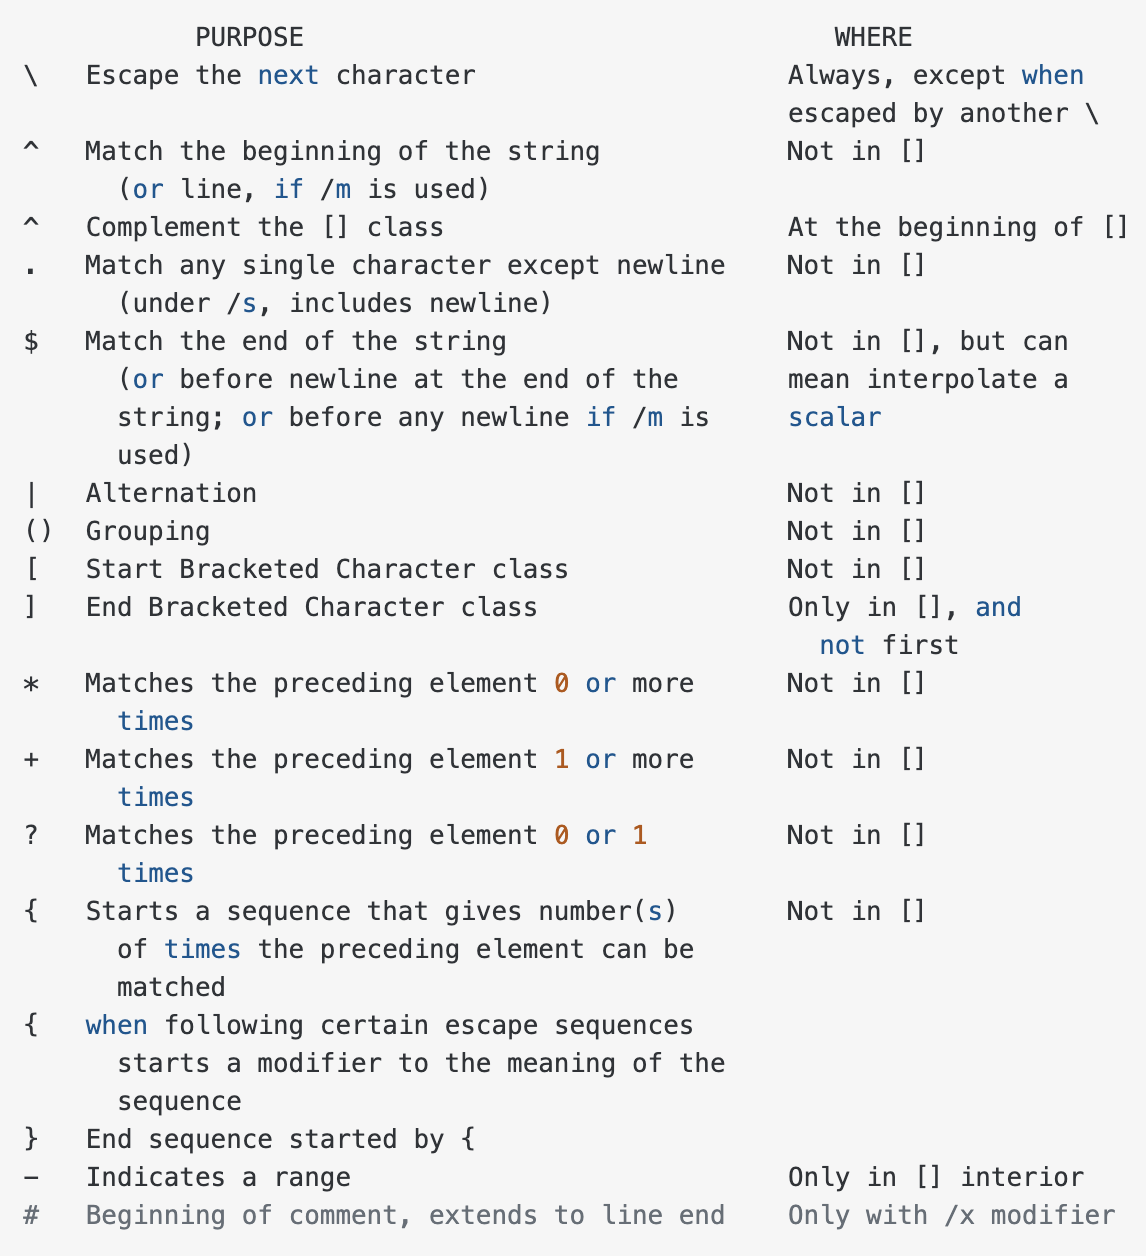 PURPOSE WHERE
\ Escape the next character Always, except when
escaped by another \
^ Match the beginning of the string Not in []
(or line, if /m is used)
^ Complement the [] class At the beginning of []
. Match any single character except newline Not in []
(under /s, includes newline)
$ Match the end of the string Not in [], but can
(or before newline at the end of the mean interpolate a
string; or before any newline if /m is scalar
used)
| Alternation Not in []
() Grouping Not in []
[ Start Bracketed Character class Not in []
] End Bracketed Character class Only in [], and
not first
* Matches the preceding element 0 or more Not in []
times
+ Matches the preceding element 1 or more Not in []
times
? Matches the preceding element 0 or 1 Not in []
times
{ Starts a sequence that gives number(s) Not in []
of times the preceding element can be
matched
{ when following certain escape sequences
starts a modifier to the meaning of the
sequence
} End sequence started by {
- Indicates a range Only in [] interior
# Beginning of comment, extends to line end Only with /x modifier